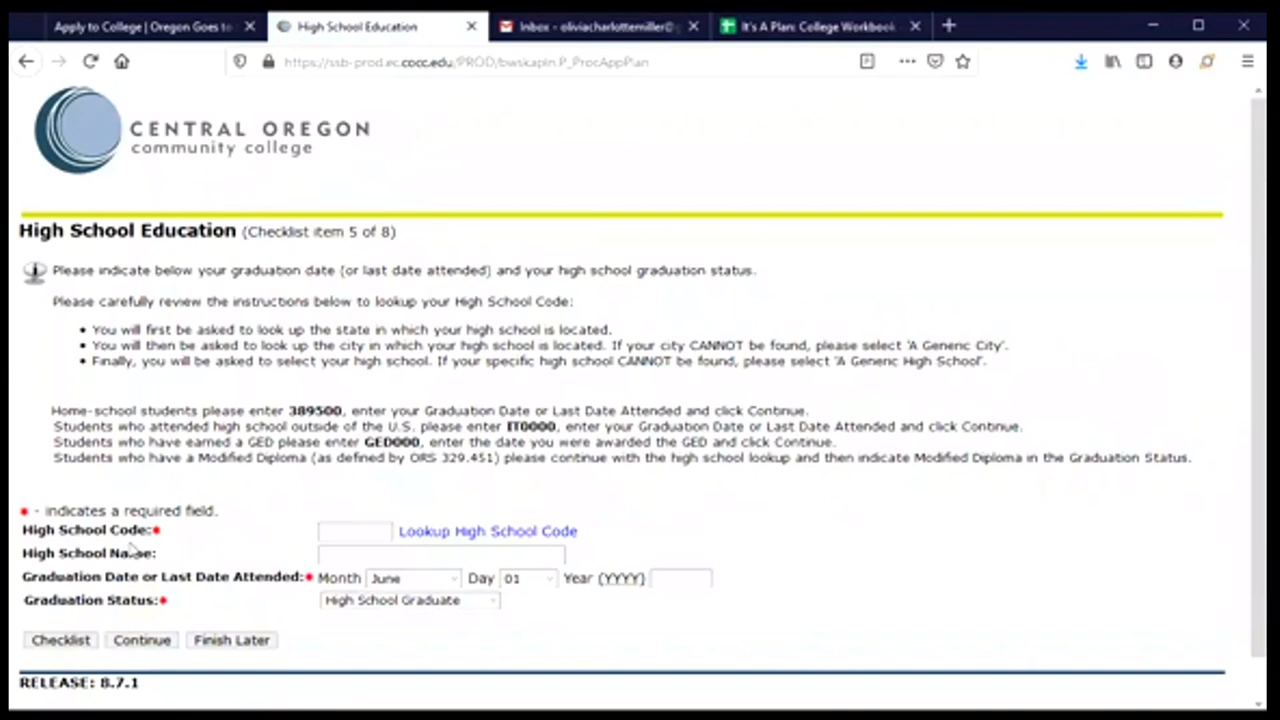 Apply to College | Oregon Goes to
High School Education
Inbox - oliviacharlottemiller@
It's A Plan: College Workbook
https://ssb-prod.ec.cocc.edu/PROD/bwskapln.P_ProcAppPlan
CENTRAL OREGON
community college
High School Education (Checklist item 5 of 8)
Please indicate below your graduation date (or last date attended) and your high school graduation status.
Please carefully review the instructions below to lookup your High School Code:
• You will first be asked to look up the state in which your high school is located.
• You will then be asked to look up the city in which your high school is located. If your city CANNOT be found, please select 'A Generic City'.
• Finally, you will be asked to select your high school. If your specific high school CANNOT be found, please select 'A Generic High School'.
Home-school students please enter 389500, enter your Graduation Date or Last Date Attended and click Continue.
Students who attended high school outside of the U.S. please enter IT0000, enter your Graduation Date or Last Date Attended and click Continue.
Students who have earned a GED please enter GED000, enter the date you were awarded the GED and click Continue.
Students who have a Modified Diploma (as defined by ORS 329.451) please continue with the high school lookup and then indicate Modified Diploma in the Graduation Status.
* - indicates a required field.
High School Code:* Lookup High School Code
High School Name:
Graduation Date or Last Date Attended:* Month June Day 01 Year (YYYY)
Graduation Status:* High School Graduate
Checklist Continue Finish Later
RELEASE: 8.7.1